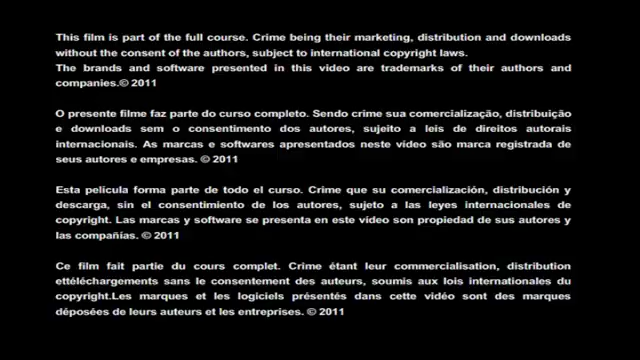 This film is part of the full course. Crime being their marketing, distribution and downloads
without the consent of the authors, subject to international copyright laws.
The brands and software presented in this video are trademarks of their authors and
companies.© 2011
O presente filme faz parte do curso completo. Sendo crime sua comercialização, distribuição
e downloads sem o consentimento dos autores, sujeito a leis de direitos autorais
internacionais. As marcas e softwares apresentados neste vídeo são marca registrada de
seus autores e empresas. © 2011
Esta película forma parte de todo el curso. Crime que su comercialización, distribución y
descarga, sin el consentimiento de los autores, sujeto a las leyes internacionales de
copyright. Las marcas y software se presenta en este vídeo son propiedad de sus autores y
las compañías. © 2011
Ce film fait partie du cours complet. Crime étant leur commercialisation, distribution
ettéléchargements sans le consentement des auteurs, soumis aux lois internationales du
copyright.Les marques et les logiciels présentés dans cette vidéo sont des marques
déposées de leurs auteurs et les entreprises. © 2011